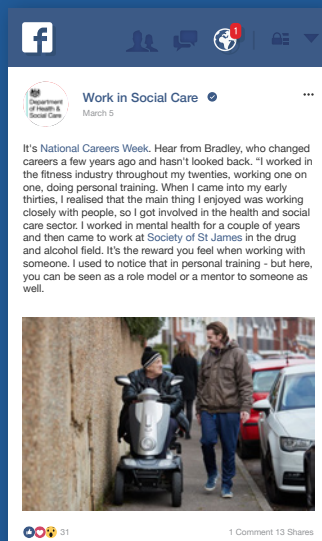 1
Department
of Health &
Social Care
Work in Social Care
March 5
It's National Careers Week. Hear from Bradley, who changed
careers a few years ago and hasn't looked back. “I worked in
the fitness industry throughout my twenties, working one on
one, doing personal training. When I came into my early
thirties, I realised that the main thing I enjoyed was working
closely with people, so I got involved in the health and social
care sector. I worked in mental health for a couple of years
and then came to work at Society of St James in the drug
and alcohol field. It's the reward you feel when working with
someone. I used to notice that in personal training - but here,
you can be seen as a role model or a mentor to someone as
well.
31
1 Comment 13 Shares